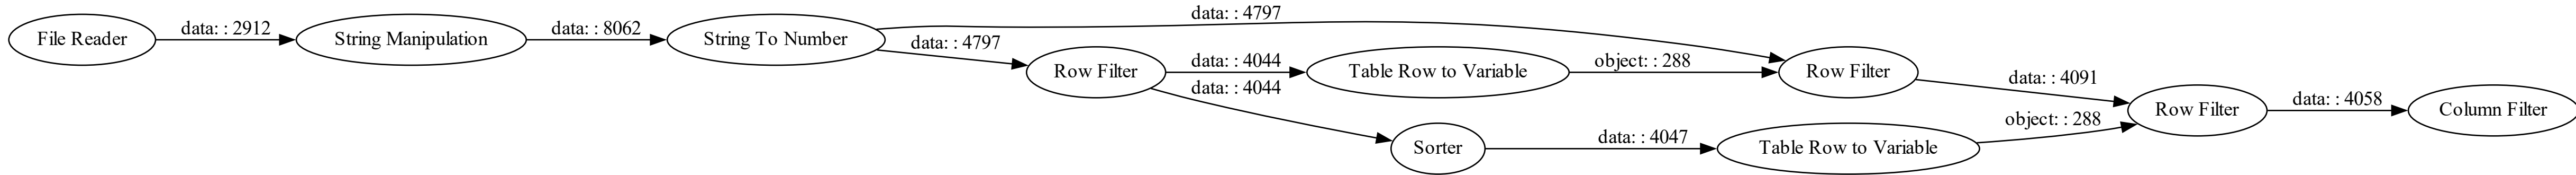 File Reader
data: : 2912
String Manipulation
data: : 8062
String To Number
data: : 4797
data: : 4797
Row Filter
data: : 4044
data: : 4044
Table Row to Variable
object: : 288
Row Filter
data: : 4091
Sorter
data: : 4047
Table Row to Variable
object: : 288
Row Filter
data: : 4058
Column Filter